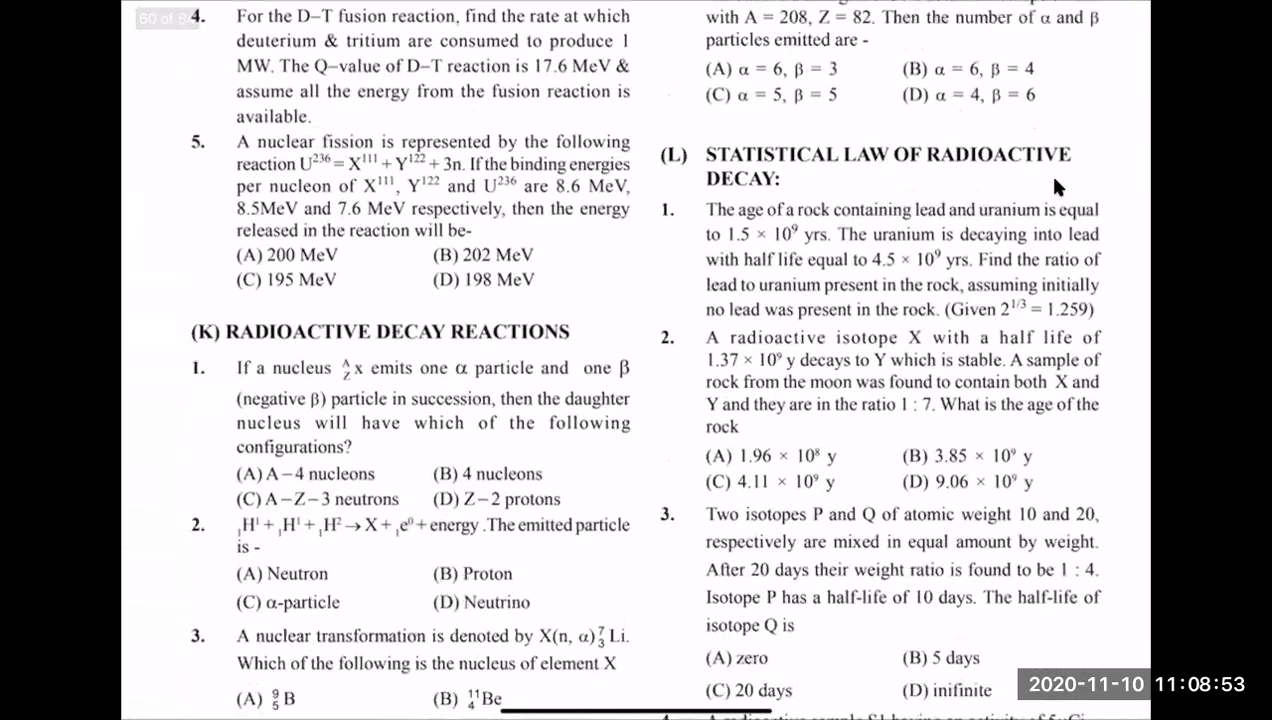 60 of 8
4. For the D–T fusion reaction, find the rate at which
deuterium & tritium are consumed to produce 1
MW. The Q–value of D–T reaction is 17.6 MeV &
assume all the energy from the fusion reaction is
available.
5. A nuclear fission is represented by the following
reaction U²³⁶ = X¹¹¹ + Y¹²² + 3n. If the binding energies
per nucleon of X¹¹¹, Y¹²² and U²³⁶ are 8.6 MeV,
8.5MeV and 7.6 MeV respectively, then the energy
released in the reaction will be-
(A) 200 MeV (B) 202 MeV
(C) 195 MeV (D) 198 MeV
(K) RADIOACTIVE DECAY REACTIONS
1. If a nucleus ᴬ_Z x emits one α particle and one β
(negative β) particle in succession, then the daughter
nucleus will have which of the following
configurations?
(A) A – 4 nucleons (B) 4 nucleons
(C) A – Z – 3 neutrons (D) Z – 2 protons
2. ₁H¹ + ₁H¹ + ₁H² → X + ₁e⁰ + energy .The emitted particle
is -
(A) Neutron (B) Proton
(C) α-particle (D) Neutrino
3. A nuclear transformation is denoted by X(n, α) ⁷₃Li.
Which of the following is the nucleus of element X
(A) ⁹₅B (B) ¹¹₄Be
with A = 208, Z = 82. Then the number of α and β
particles emitted are -
(A) α = 6, β = 3 (B) α = 6, β = 4
(C) α = 5, β = 5 (D) α = 4, β = 6
(L) STATISTICAL LAW OF RADIOACTIVE
DECAY:
1. The age of a rock containing lead and uranium is equal
to 1.5 × 10⁹ yrs. The uranium is decaying into lead
with half life equal to 4.5 × 10⁹ yrs. Find the ratio of
lead to uranium present in the rock, assuming initially
no lead was present in the rock. (Given 2¹ᐟ³ = 1.259)
2. A radioactive isotope X with a half life of
1.37 × 10⁹ y decays to Y which is stable. A sample of
rock from the moon was found to contain both X and
Y and they are in the ratio 1 : 7. What is the age of the
rock
(A) 1.96 × 10⁸ y (B) 3.85 × 10⁹ y
(C) 4.11 × 10⁹ y (D) 9.06 × 10⁹ y
3. Two isotopes P and Q of atomic weight 10 and 20,
respectively are mixed in equal amount by weight.
After 20 days their weight ratio is found to be 1 : 4.
Isotope P has a half-life of 10 days. The half-life of
isotope Q is
(A) zero (B) 5 days
(C) 20 days (D) inifinite
2020-11-10 11:08:53